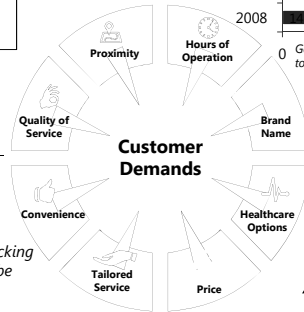 2008
0
Proximity
Hours of
Operation
Quality of
Service
Brand
Name
Customer
Demands
Convenience
Healthcare
Options
Tailored
Service
Price